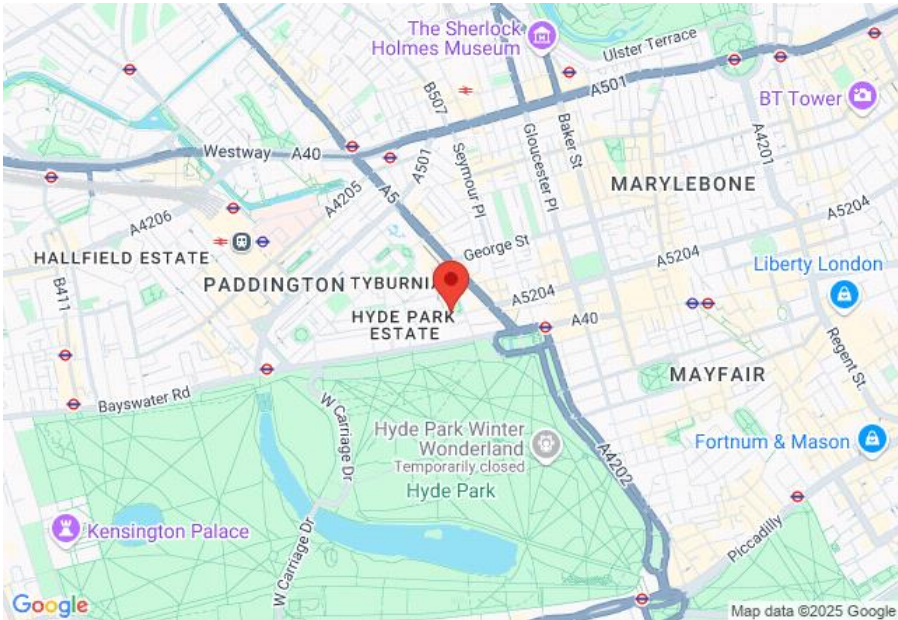 The Sherlock
Holmes Museum
Ulster Terrace
B507
A501
BT Tower
Westway
A40
A501
Seymour Pl
Gloucester Pl
Baker St
A4201
A5
A4205
MARYLEBONE
A4206
HALLFIELD ESTATE
George St
A5204
A5204
Liberty London
B411
PADDINGTON
TYBURNIA
HYDE PARK
ESTATE
A40
Regent St.
MAYFAIR
Bayswater Rd
W Carriage Dr
Hyde Park Winter
Wonderland
Temporarily closed
A4202
Fortnum & Mason
Hyde Park
Kensington Palace
W Carriage Dr
Piccadilly
Google
Map data ©2025 Google